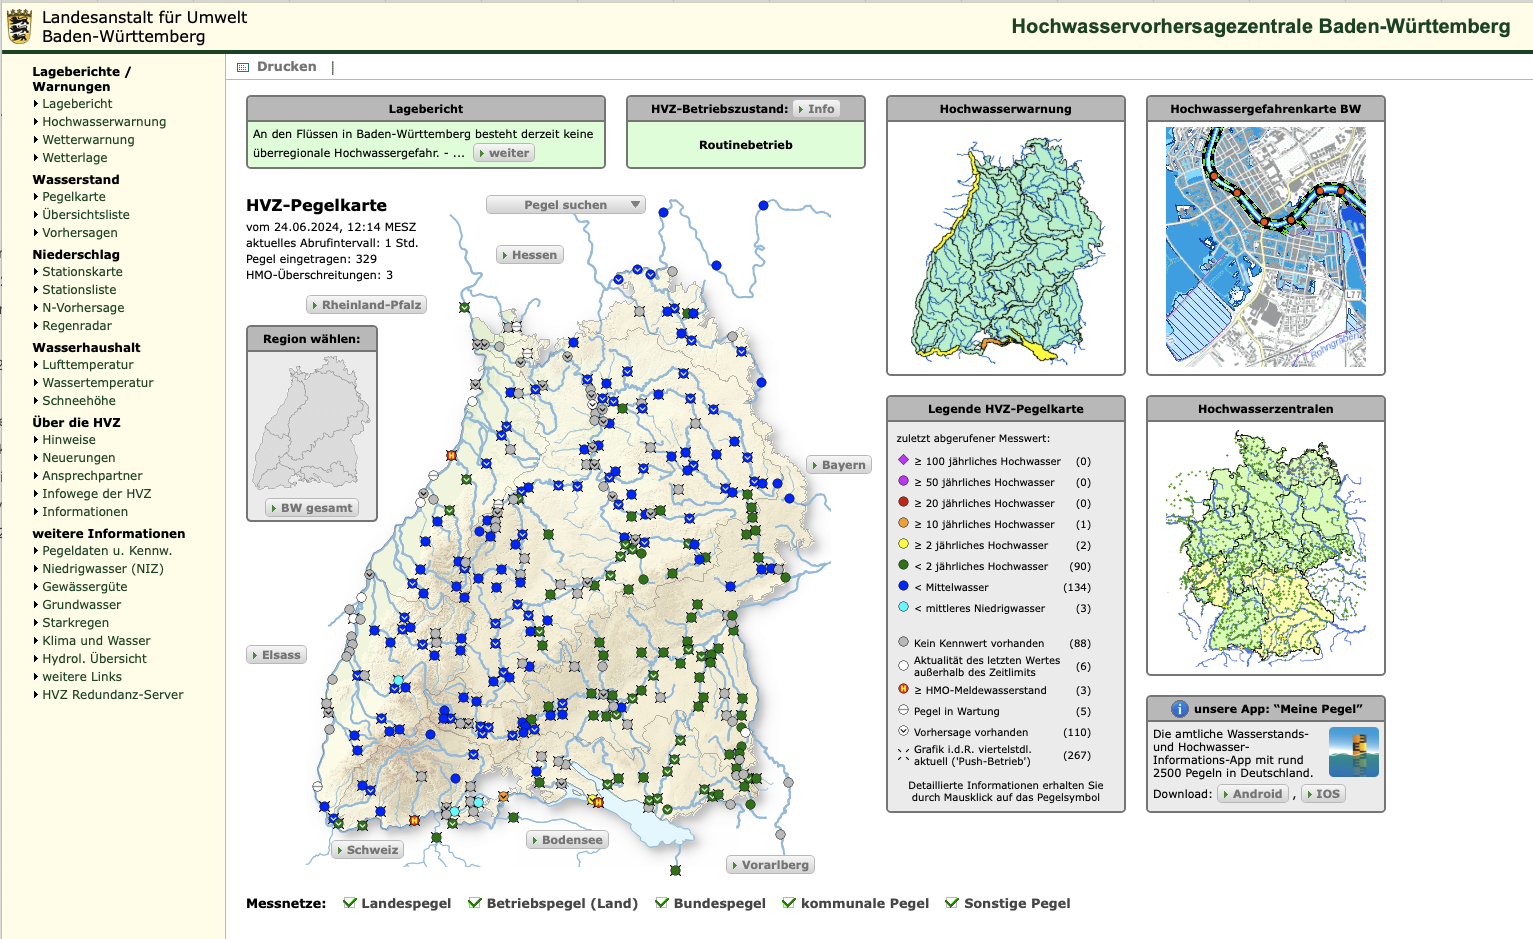 Landesanstalt für Umwelt
Baden-Württemberg
Hochwasservorhersagezentrale Baden-Württemberg
Drucken |
Lageberichte /
Warnungen
Lagebericht
Hochwasserwarnung
Wetterwarnung
Wetterlage
Wasserstand
Pegelkarte
Übersichtsliste
Vorhersagen
Niederschlag
Stationskarte
Stationsliste
N-Vorhersage
Regenradar
Wasserhaushalt
Lufttemperatur
Wassertemperatur
Schneehöhe
Über die HVZ
Hinweise
Neuerungen
Ansprechpartner
Infowege der HVZ
Informationen
weitere Informationen
Pegeldaten u. Kennw.
Niedrigwasser (NIZ)
Gewässergüte
Grundwasser
Starkregen
Klima und Wasser
Hydrol. Übersicht
weitere Links
HVZ Redundanz-Server
Lagebericht
An den Flüssen in Baden-Württemberg besteht derzeit keine
überregionale Hochwassergefahr. - ... weiter
HVZ-Betriebszustand: Info
Routinebetrieb
HVZ-Pegelkarte
vom 24.06.2024, 12:14 MESZ
aktuelles Abrufintervall: 1 Std.
Pegel eingetragen: 329
HMO-Überschreitungen: 3
Pegel suchen
Hessen
Rheinland-Pfalz
Region wählen:
BW gesamt
Bayern
Elsass
Schweiz
Bodensee
Vorarlberg
Hochwasserwarnung
Hochwassergefahrenkarte BW
L77
Rohrgraben
Legende HVZ-Pegelkarte
zuletzt abgerufener Messwert:
≥ 100 jährliches Hochwasser (0)
≥ 50 jährliches Hochwasser (0)
≥ 20 jährliches Hochwasser (0)
≥ 10 jährliches Hochwasser (1)
≥ 2 jährliches Hochwasser (2)
< 2 jährliches Hochwasser (90)
< Mittelwasser (134)
< mittleres Niedrigwasser (3)
Kein Kennwert vorhanden (88)
Aktualität des letzten Wertes
außerhalb des Zeitlimits (6)
≥ HMO-Meldewasserstand (3)
Pegel in Wartung (5)
Vorhersage vorhanden (110)
Grafik i.d.R. viertelstdl.
aktuell ('Push-Betrieb') (267)
Detaillierte Informationen erhalten Sie
durch Mausklick auf das Pegelsymbol
Hochwasserzentralen
unsere App: “Meine Pegel”
Die amtliche Wasserstands-
und Hochwasser-
Informations-App mit rund
2500 Pegeln in Deutschland.
Download: Android , IOS
Messnetze: Landespegel Betriebspegel (Land) Bundespegel kommunale Pegel Sonstige Pegel